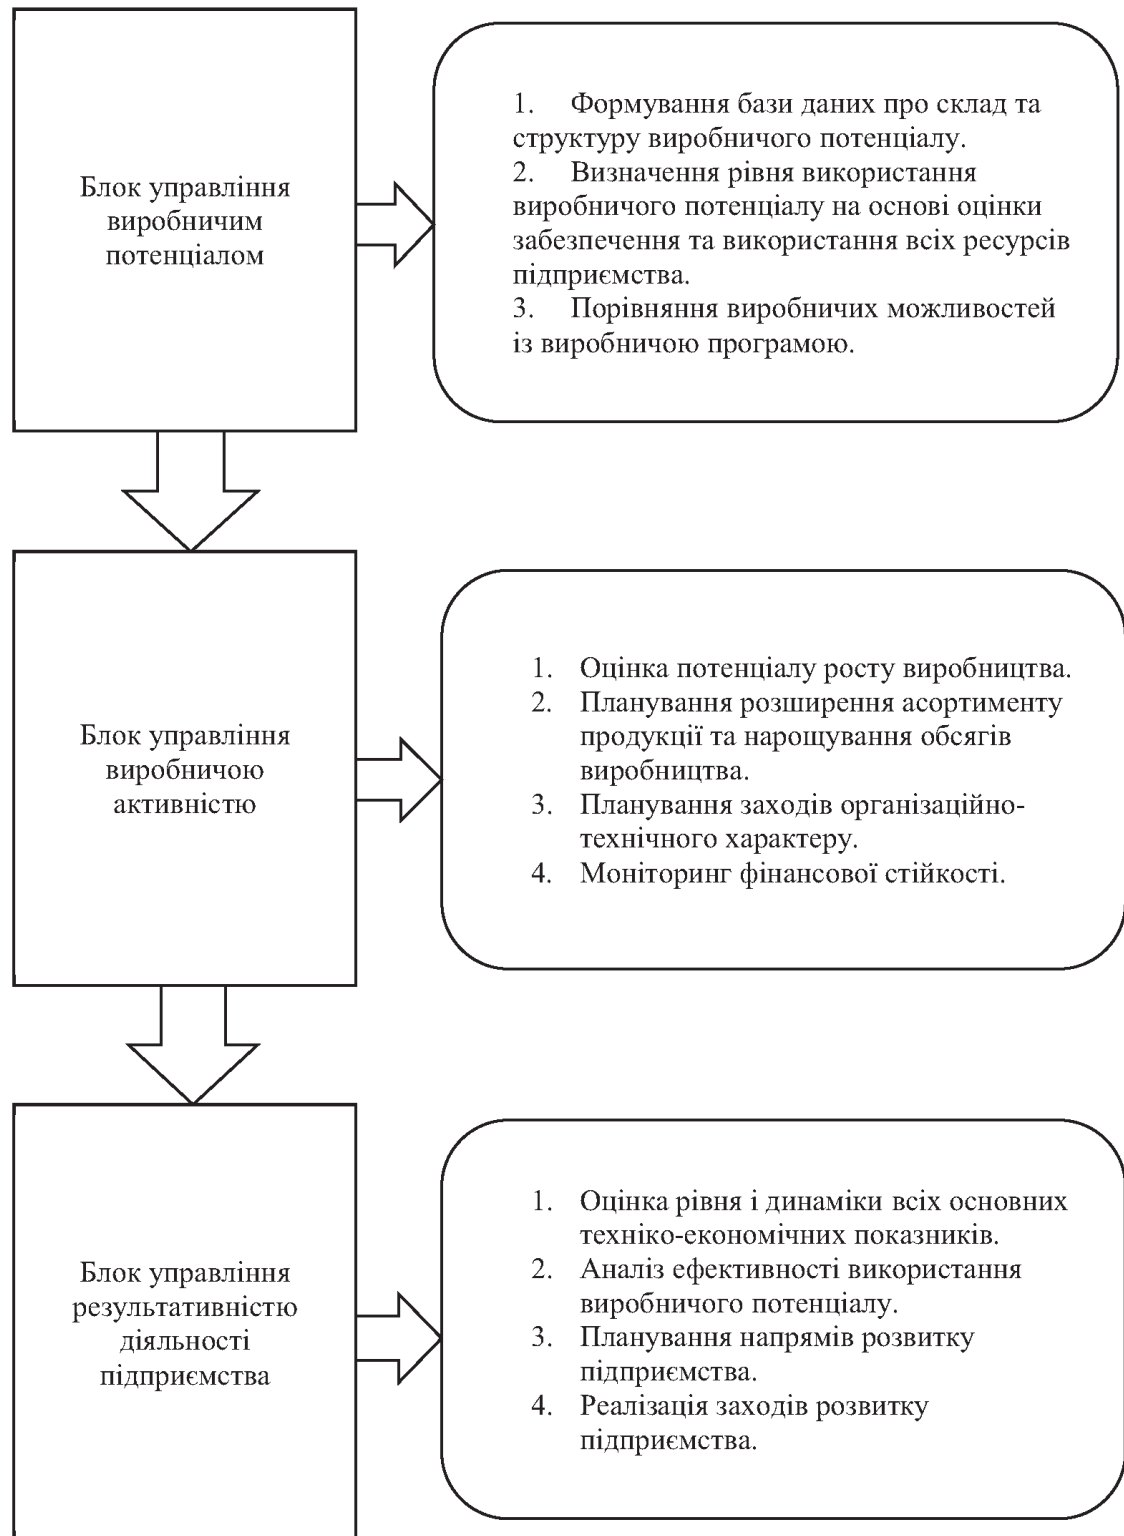 Блок управління
виробничим
потенціалом
1. Формування бази даних про склад та
структуру виробничого потенціалу.
2. Визначення рівня використання
виробничого потенціалу на основі оцінки
забезпечення та використання всіх ресурсів
підприємства.
3. Порівняння виробничих можливостей
із виробничою програмою.
Блок управління
виробничою
активністю
1. Оцінка потенціалу росту виробництва.
2. Планування розширення асортименту
продукції та нарощування обсягів
виробництва.
3. Планування заходів організаційно-
технічного характеру.
4. Моніторинг фінансової стійкості.
Блок управління
результативністю
діяльності
підприємства
1. Оцінка рівня і динаміки всіх основних
техніко-економічних показників.
2. Аналіз ефективності використання
виробничого потенціалу.
3. Планування напрямів розвитку
підприємства.
4. Реалізація заходів розвитку
підприємства.